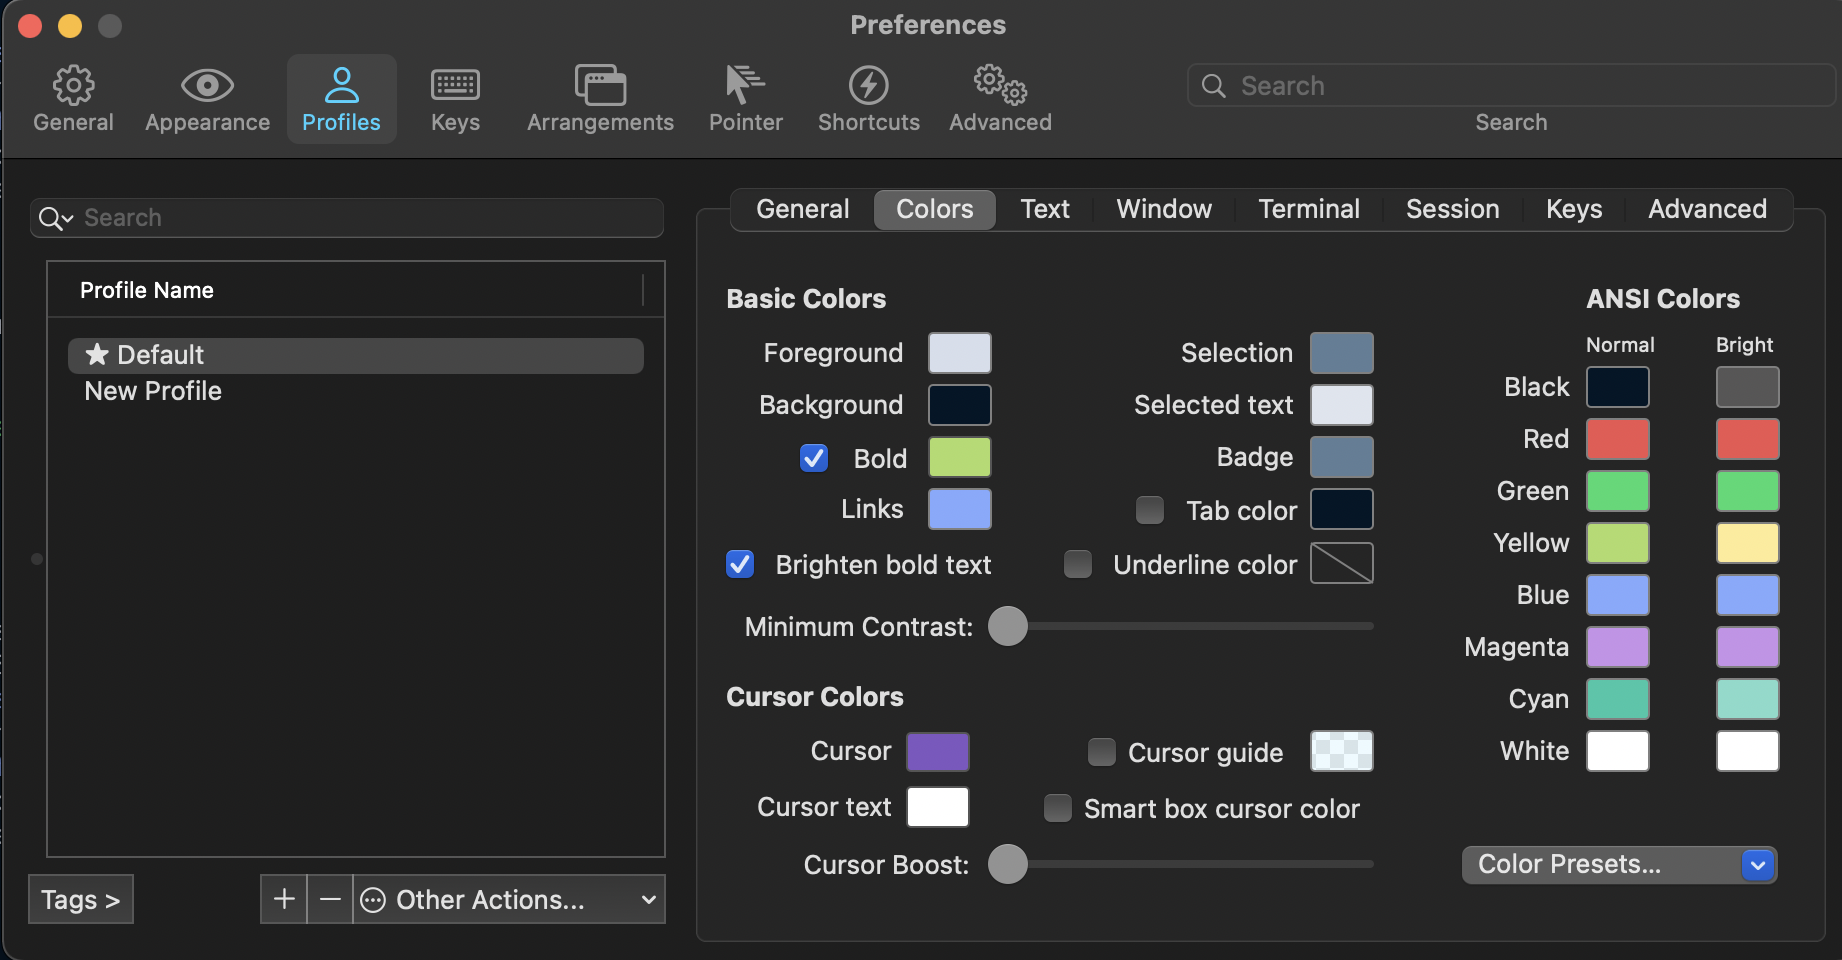 Preferences
General
Appearance
Profiles
Keys
Arrangements
Pointer
Shortcuts
Advanced
Search
Search
Search
Profile Name
★ Default
New Profile
Tags >
+
−
Other Actions...
General
Colors
Text
Window
Terminal
Session
Keys
Advanced
Basic Colors
Foreground
Background
Bold
Links
Brighten bold text
Selection
Selected text
Badge
Tab color
Underline color
Minimum Contrast:
Cursor Colors
Cursor
Cursor text
Cursor guide
Smart box cursor color
Cursor Boost:
ANSI Colors
Normal
Bright
Black
Red
Green
Yellow
Blue
Magenta
Cyan
White
Color Presets...